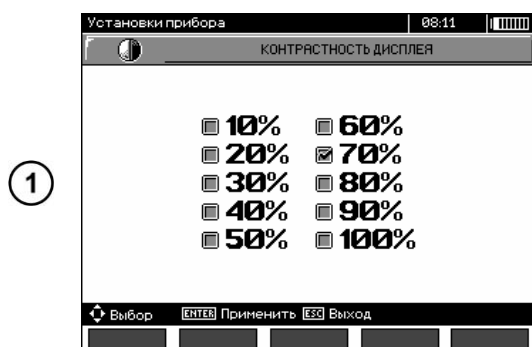 Установки прибора 08:11
КОНТРАСТНОСТЬ ДИСПЛЕЯ
10% 60%
20% 70%
1
30% 80%
40% 90%
50% 100%
Выбор ENTER Применить ESC Выход